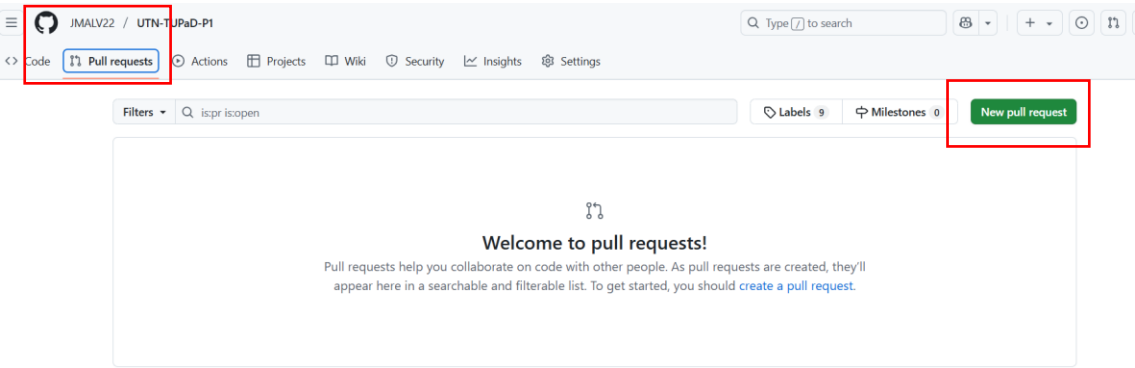 JMALV22 / UTN-TUPaD-P1
Type / to search
Code Pull requests Actions Projects Wiki Security Insights Settings
Filters is:pr is:open Labels 9 Milestones 0 New pull request
Welcome to pull requests!
Pull requests help you collaborate on code with other people. As pull requests are created, they'll
appear here in a searchable and filterable list. To get started, you should create a pull request.